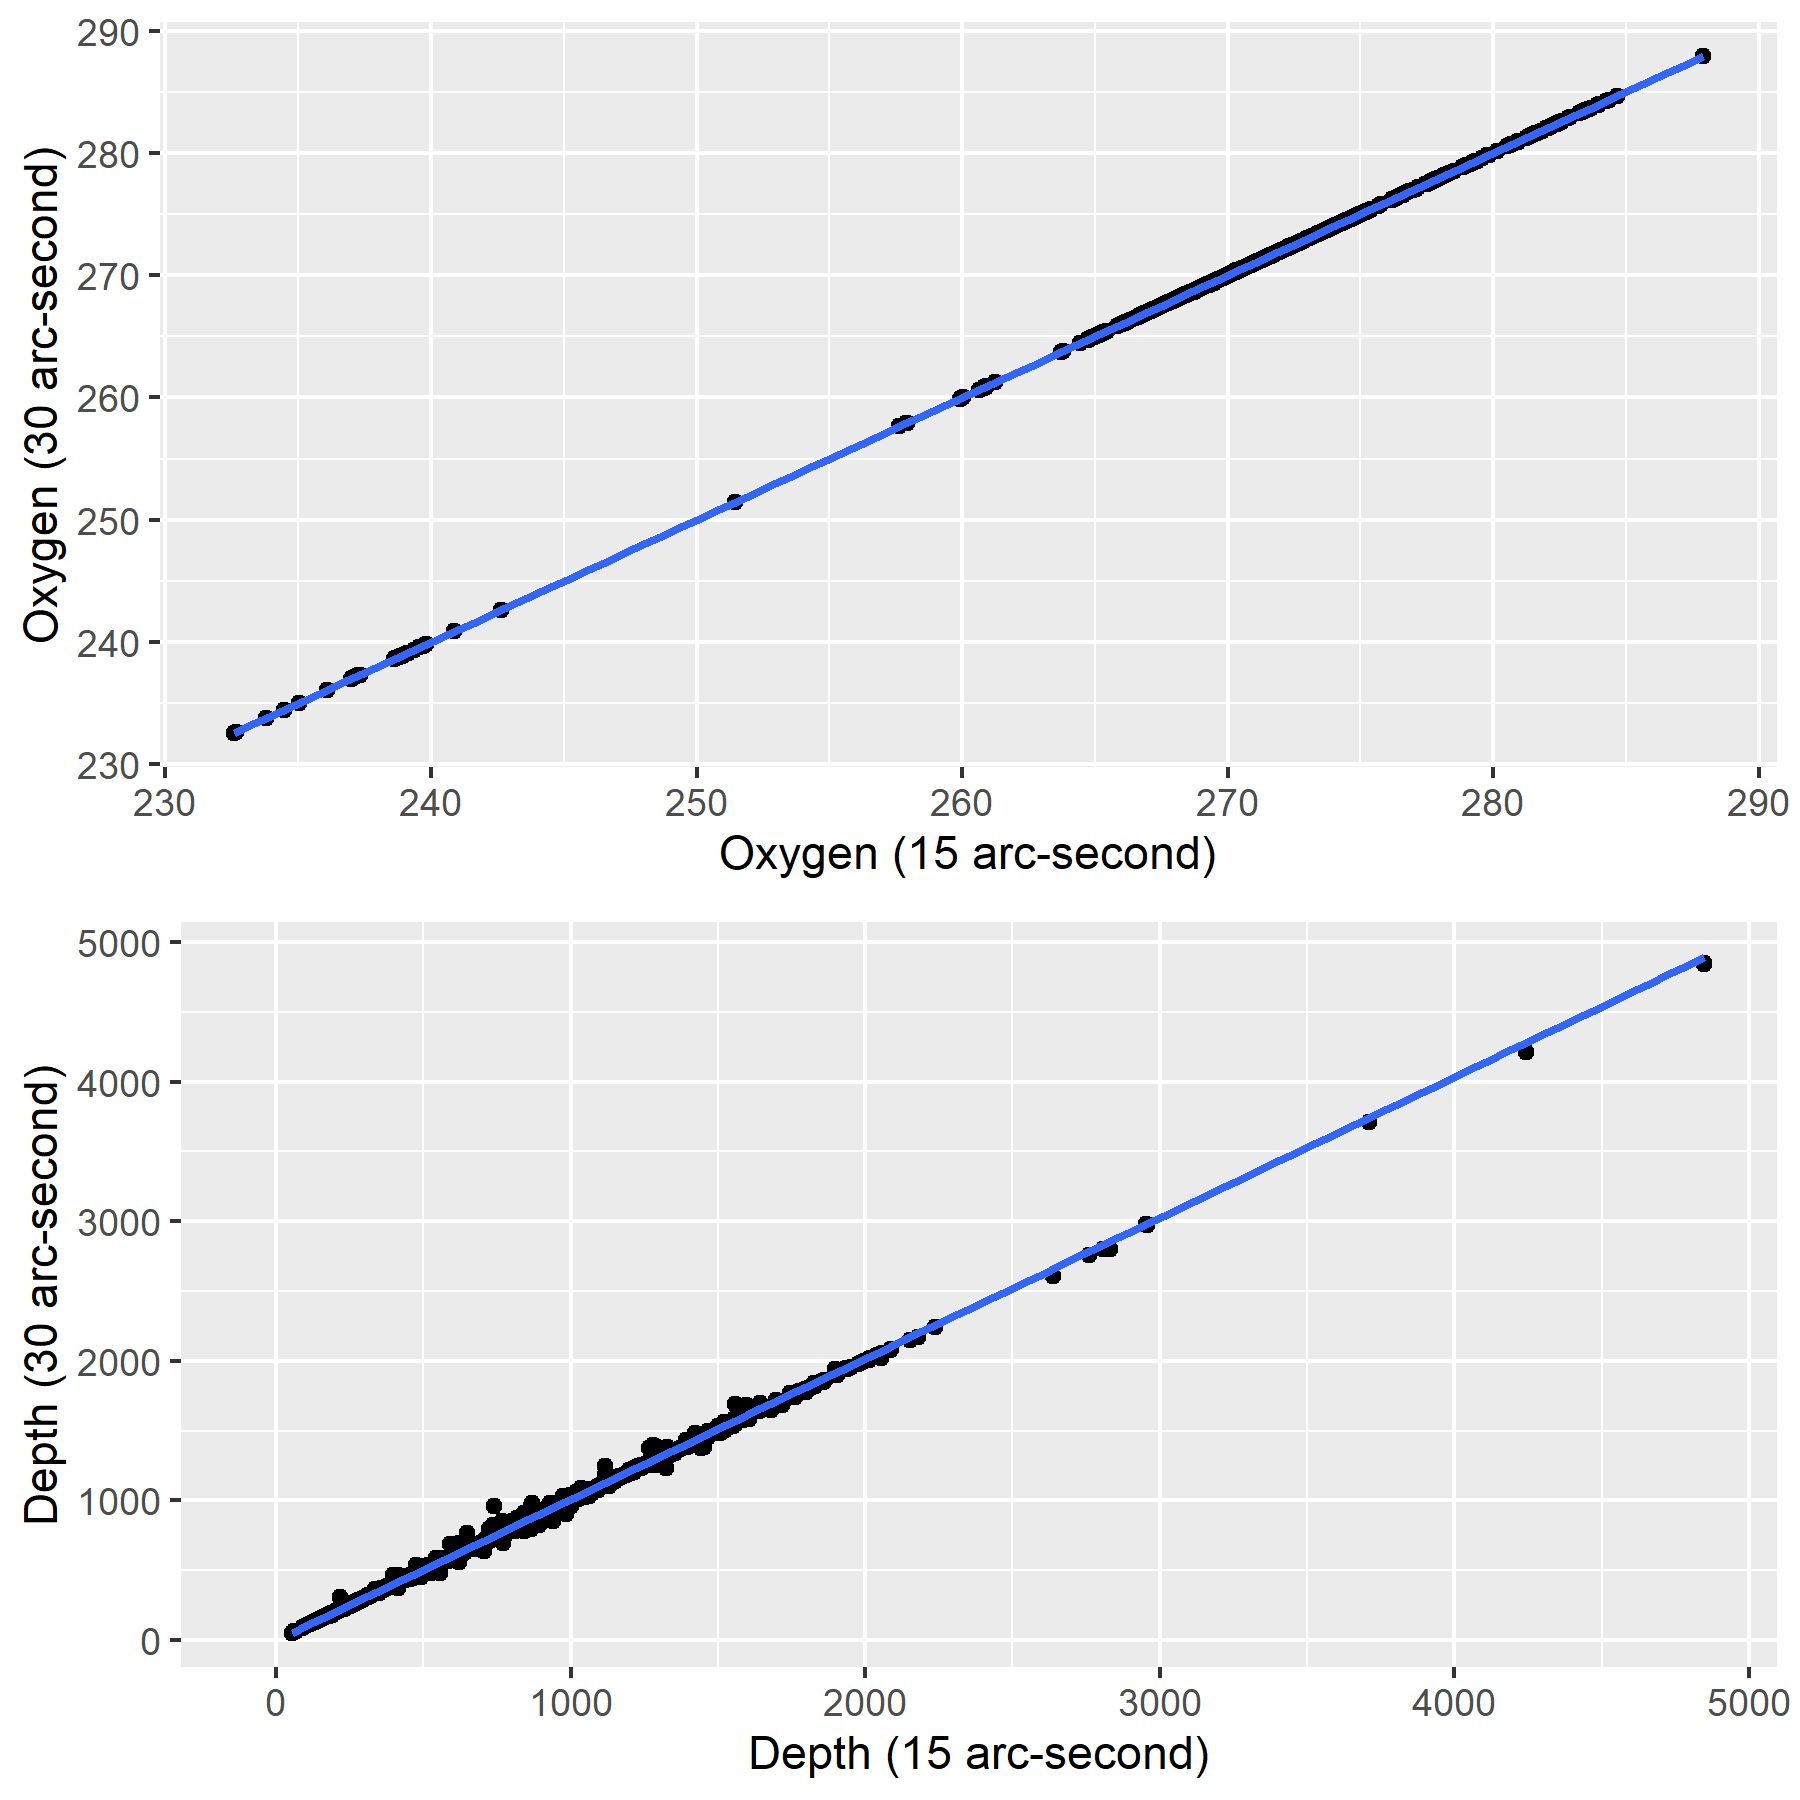 290
280
270
260
250
240
230
Oxygen (30 arc-second)
230 240 250 260 270 280 290
Oxygen (15 arc-second)
5000
4000
3000
2000
1000
0
Depth (30 arc-second)
0 1000 2000 3000 4000 5000
Depth (15 arc-second)